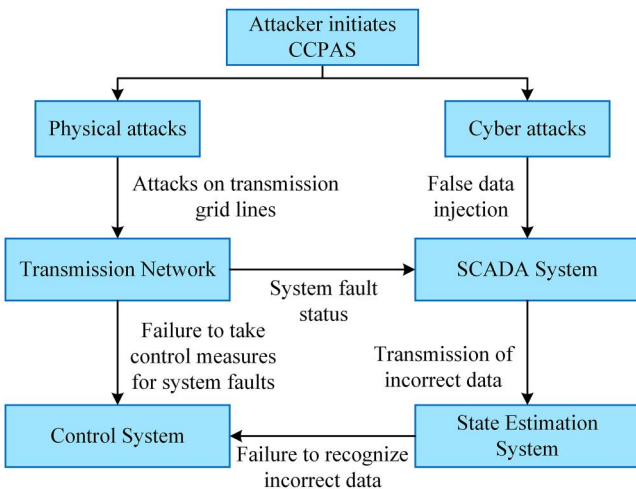 Attacker initiates
CCPAS
Physical attacks
Cyber attacks
Attacks on transmission
grid lines
False data
injection
Transmission Network
SCADA System
System fault
status
Failure to take
control measures
for system faults
Transmission of
incorrect data
Control System
State Estimation
System
Failure to recognize
incorrect data